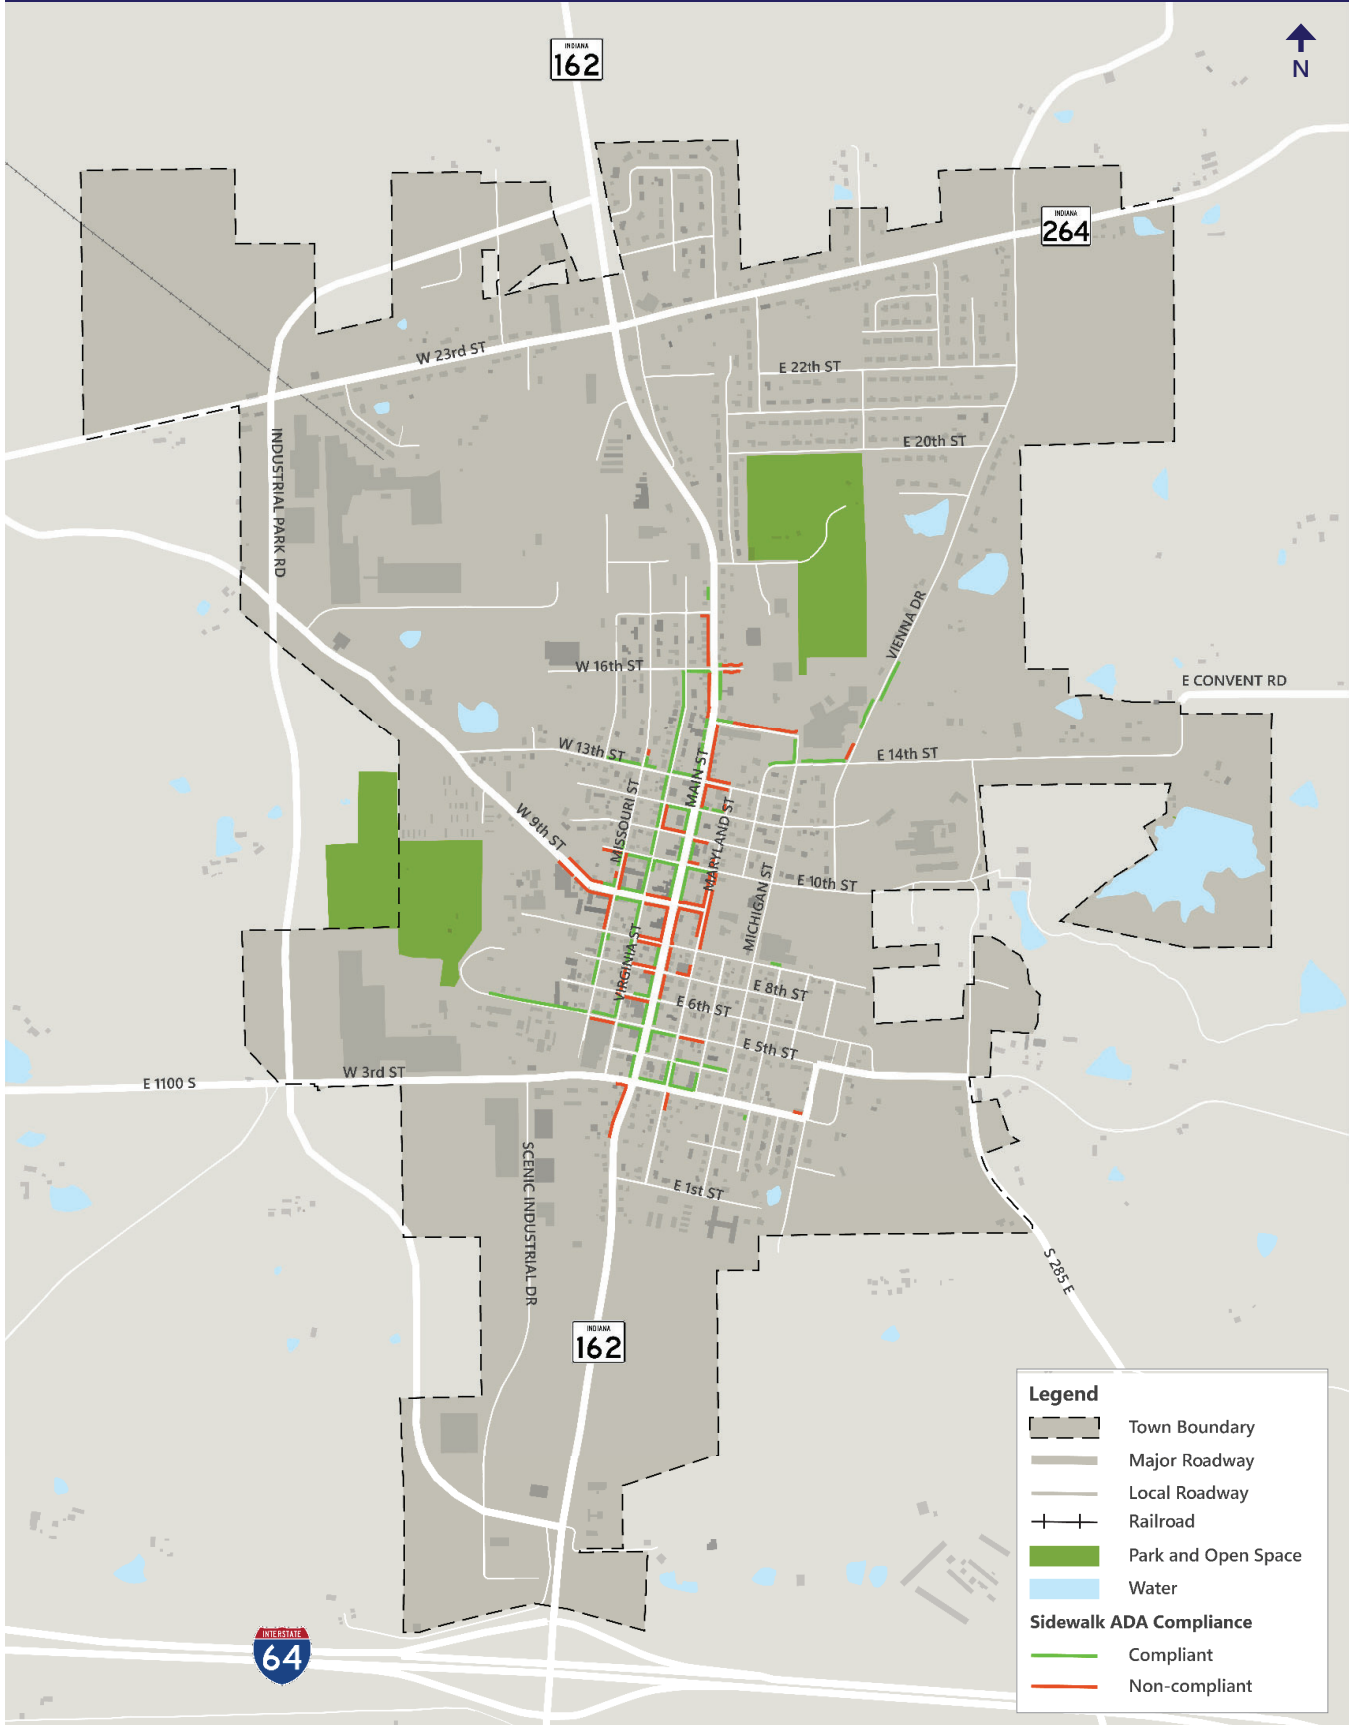 INDIANA
162
N
INDIANA
264
W 23rd ST
E 22th ST
E 20th ST
INDUSTRIAL PARK RD
VIENNA DR
W 16th ST
E CONVENT RD
W 13th ST
MAIN ST
E 14th ST
MISSOURI ST
MARYLAND ST
W 9th ST
E 10th ST
MICHIGAN ST
VIRGINIA ST
E 8th ST
E 6th ST
E 5th ST
W 3rd ST
E 1100 S
SCENIC INDUSTRIAL DR
E 1st ST
S 285 E
INDIANA
162
Legend
Town Boundary
Major Roadway
Local Roadway
Railroad
Park and Open Space
Water
Sidewalk ADA Compliance
Compliant
Non-compliant
INTERSTATE
64